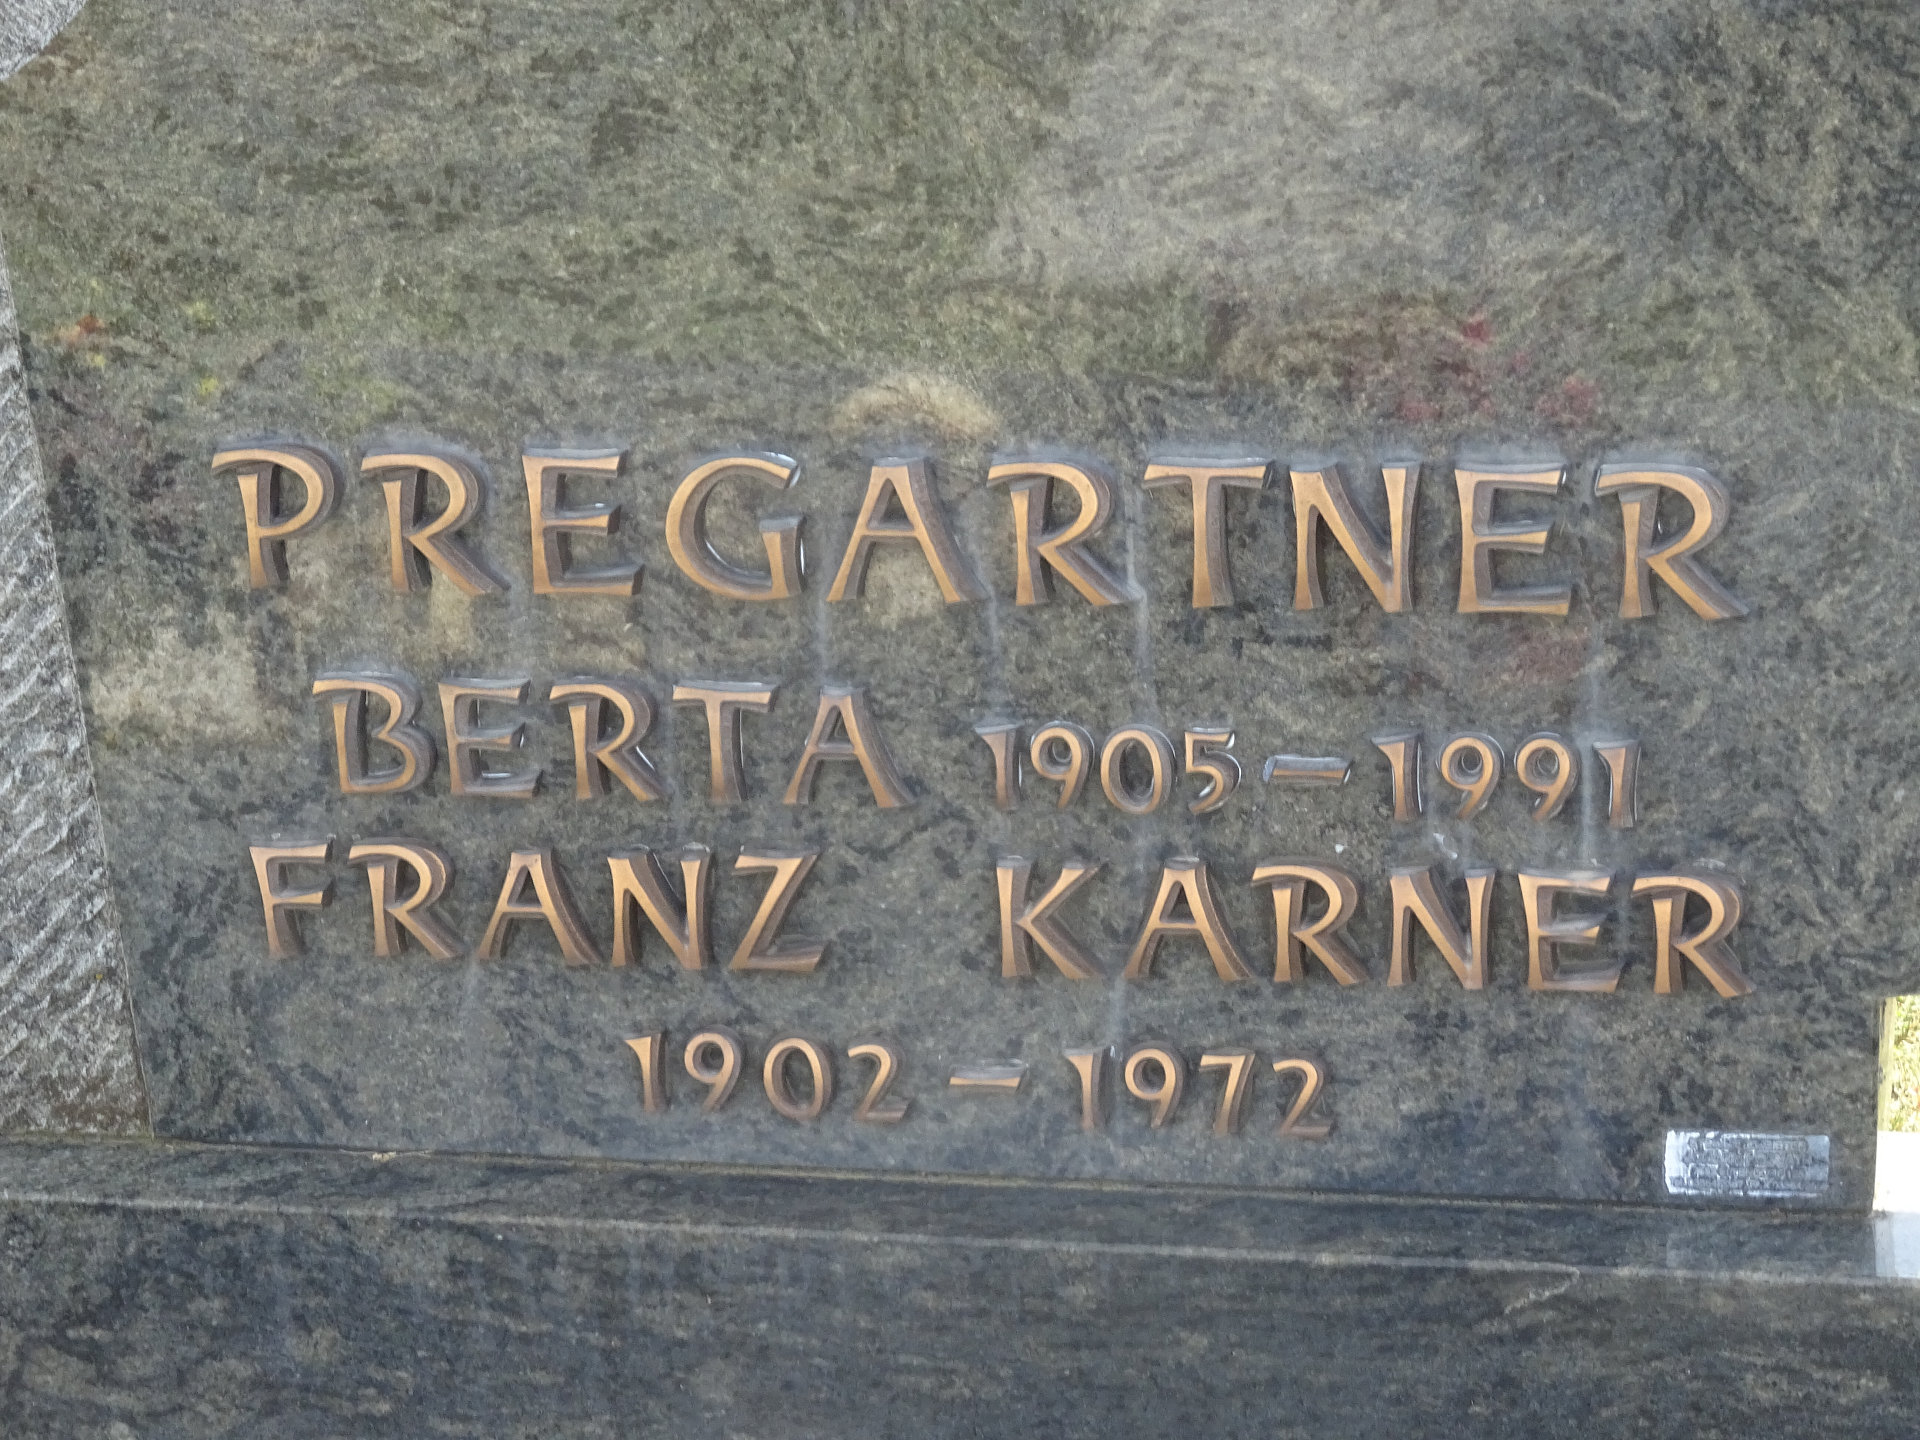 PREGARTNER
BERTA 1905 – 1991
FRANZ KARNER
1902 – 1972